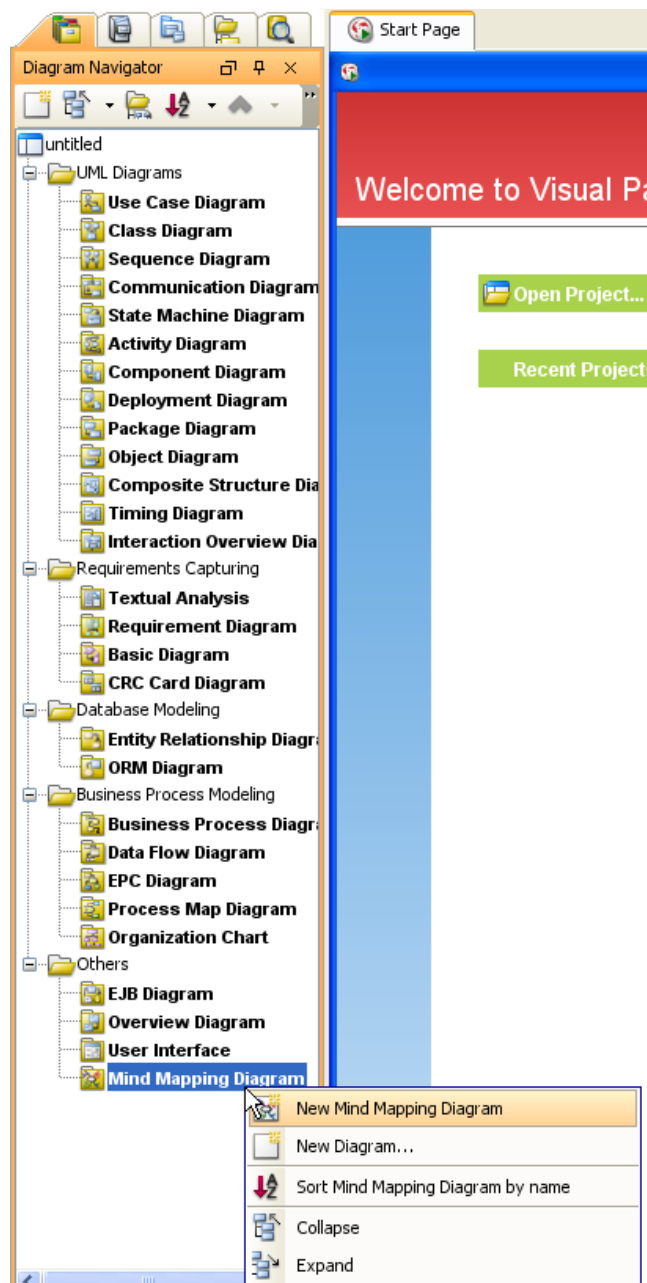 Start Page
Diagram Navigator
untitled
Welcome to Visual Pa
UML Diagrams
Use Case Diagram
Class Diagram
Sequence Diagram
Communication Diagram
State Machine Diagram
Activity Diagram
Component Diagram
Deployment Diagram
Package Diagram
Object Diagram
Composite Structure Dia
Timing Diagram
Interaction Overview Dia
Requirements Capturing
Textual Analysis
Requirement Diagram
Basic Diagram
CRC Card Diagram
Database Modeling
Entity Relationship Diagr
ORM Diagram
Business Process Modeling
Business Process Diagr
Data Flow Diagram
EPC Diagram
Process Map Diagram
Organization Chart
Others
EJB Diagram
Overview Diagram
User Interface
Mind Mapping Diagram
Open Project...
Recent Project
New Mind Mapping Diagram
New Diagram...
Sort Mind Mapping Diagram by name
Collapse
Expand